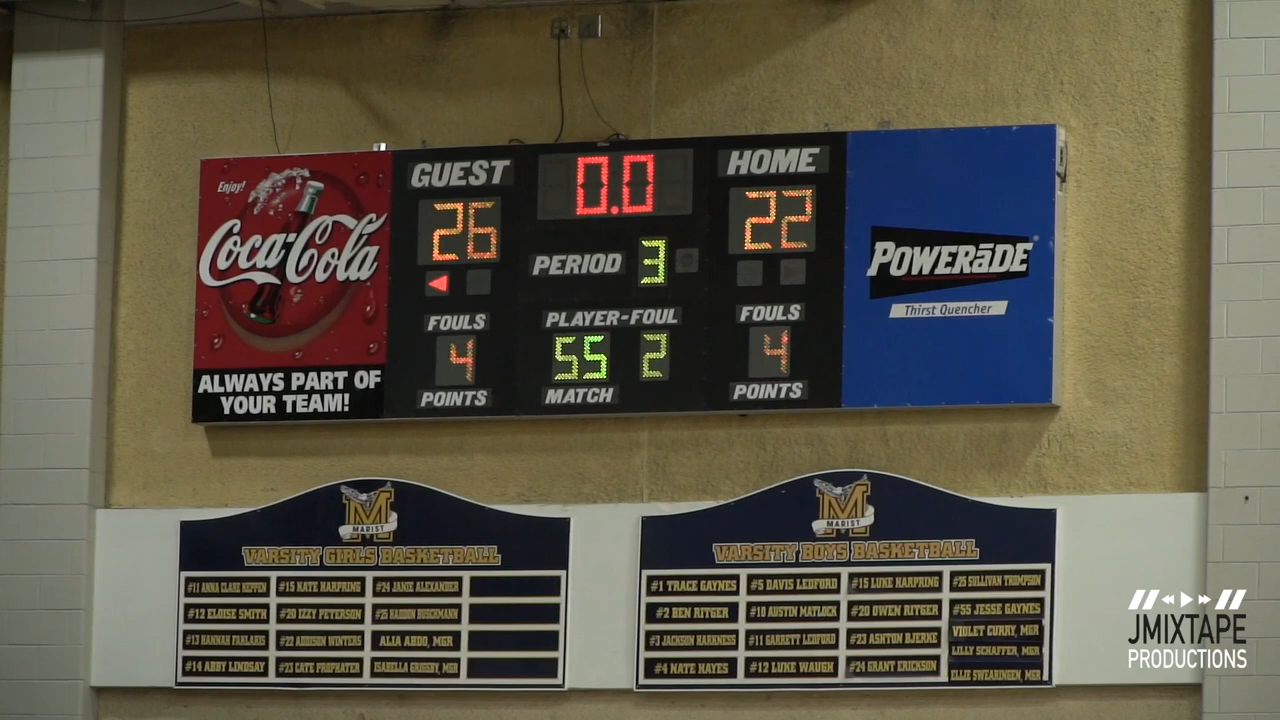 Enjoy!
Coca-Cola
ALWAYS PART OF
YOUR TEAM!
GUEST
26
0.0
HOME
22
PERIOD 3
FOULS
4
POINTS
PLAYER-FOUL
55 2
MATCH
FOULS
4
POINTS
POWERāDE
Thirst Quencher
M
MARIST
VARSITY GIRLS BASKETBALL
#11 ANNA CLAIRE KEPPEN
#15 KATE HARPRING
#24 JANIE ALEXANDER
#12 ELOISE SMITH
#20 IZZY PETERSON
#25 HADDON BUSCHMANN
#13 HANNAH FAKLARIS
#22 ADDISON WINTERS
ALIA ABDO, MGR
#14 ABBY LINDSAY
#23 CATE PROPHATER
ISABELLA GRIGSBY, MGR
M
MARIST
VARSITY BOYS BASKETBALL
#1 TRACE GAYNES
#5 DAVIS LEDFORD
#15 LUKE HARPRING
#25 SULLIVAN THOMPSON
#2 BEN RITGER
#10 AUSTIN MATLOCK
#20 OWEN RITGER
#55 JESSE GAYNES
#3 JACKSON HARKNESS
#11 GARRETT LEDFORD
#23 ASHTON BJERKE
VIOLET CURRY, MGR
LILLY SCHAFFER, MGR
#4 NATE HAYES
#12 LUKE WAUGH
#24 GRANT ERICKSON
ELLIE SWEARINGEN, MGR
JMIXTAPE
PRODUCTIONS